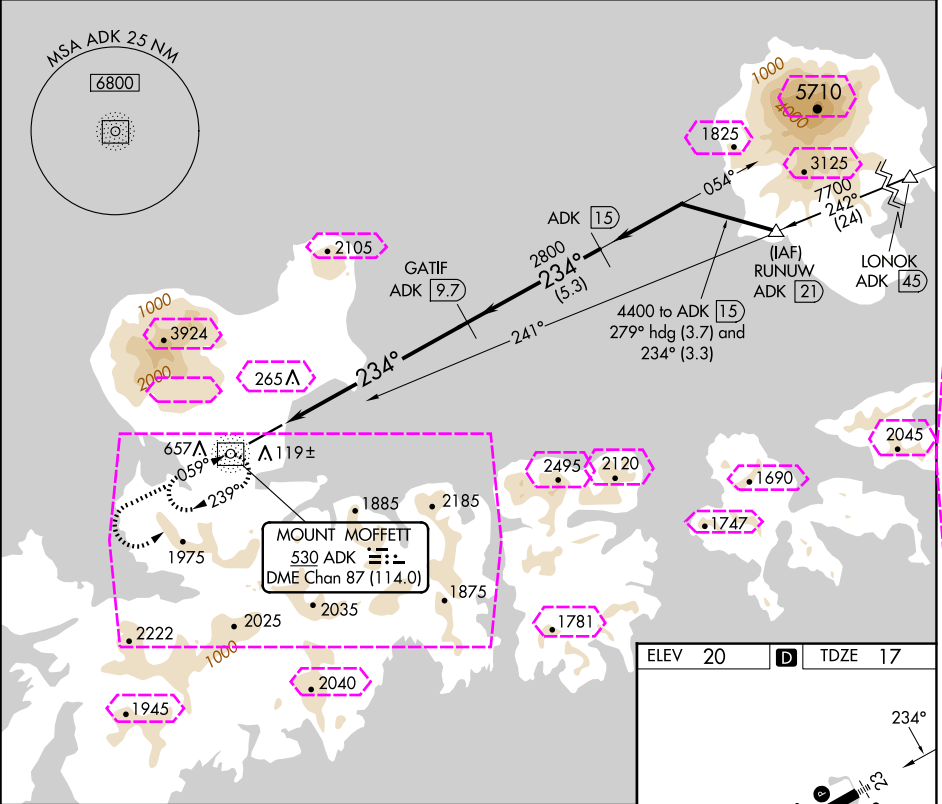 MSA ADK 25 NM
6800
1000
5710
4000
1825
3125
054°
7700
242°
(24)
ADK 15
(IAF)
RUNUW
ADK 21
LONOK
ADK 45
2105
GATIF
ADK 9.7
2800
234°
(5.3)
4400 to ADK 15
279° hdg (3.7) and
234° (3.3)
241°
1000
3924
2000
265
234°
657
119±
059°
239°
2045
2495
2120
1690
1885
2185
1747
1975
MOUNT MOFFETT
530 ADK
DME Chan 87 (114.0)
1875
2035
2025
2222
1000
1781
2040
1945
ELEV 20
D
TDZE 17
234°
P
23